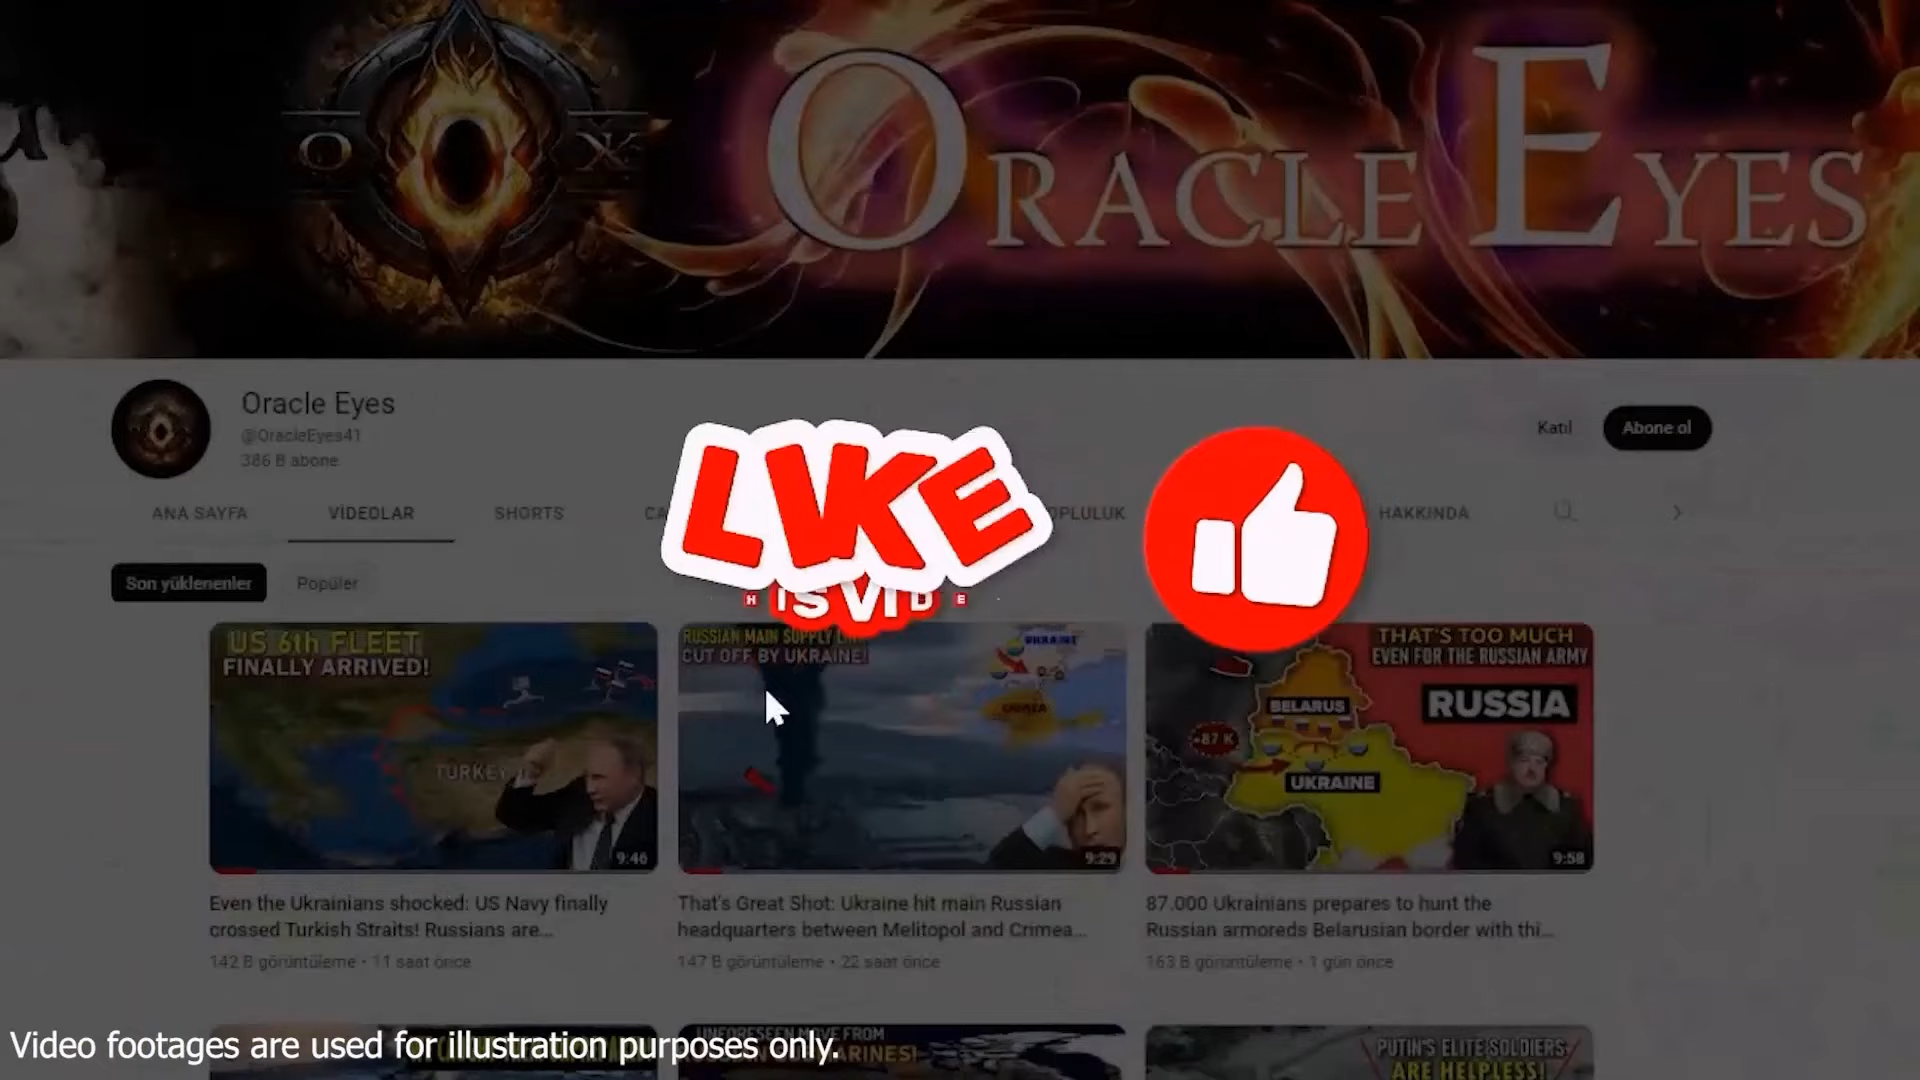 O X
ORACLE EYES
Oracle Eyes
@OracleEyes41
386 B abone
Katıl
Abone ol
ANA SAYFA
VİDEOLAR
SHORTS
HAKKINDA
LIKE
Son yüklenenler
Popüler
US 6th FLEET
FINALLY ARRIVED!
TURKEY
9:46
RUSSIAN MAIN SUPPLY
CUT OFF BY UKRAINE!
UKRAINE
9:29
THAT'S TOO MUCH
EVEN FOR THE RUSSIAN ARMY
RUSSIA
BELARUS
+87 K
UKRAINE
9:58
Even the Ukrainians shocked: US Navy finally
crossed Turkish Straits! Russians are...
142 B görüntüleme • 11 saat önce
That's Great Shot: Ukraine hit main Russian
headquarters between Melitopol and Crimea...
147 B görüntüleme • 22 saat önce
87.000 Ukrainians prepares to hunt the
Russian armoreds Belarusian border with thi...
163 B görüntüleme • 1 gün önce
UNFORESEEN MOVE FROM
PUTIN'S ELITE SOLDIERS
ARE HELPLESS!
Video footages are used for illustration purposes only.